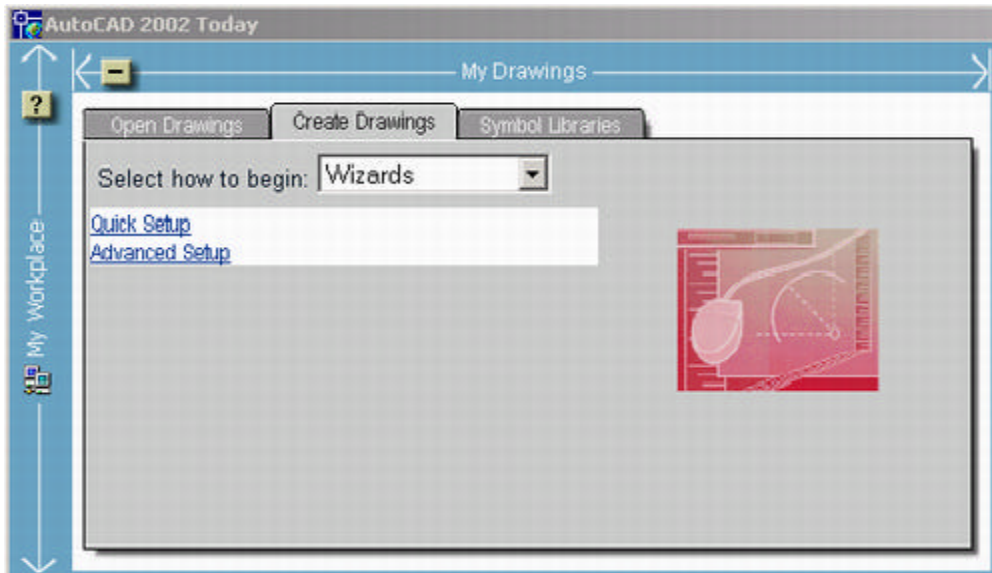 AutoCAD 2002 Today
My Drawings
?
My Workplace
Open Drawings
Create Drawings
Symbol Libraries
Select how to begin: Wizards
Quick Setup
Advanced Setup